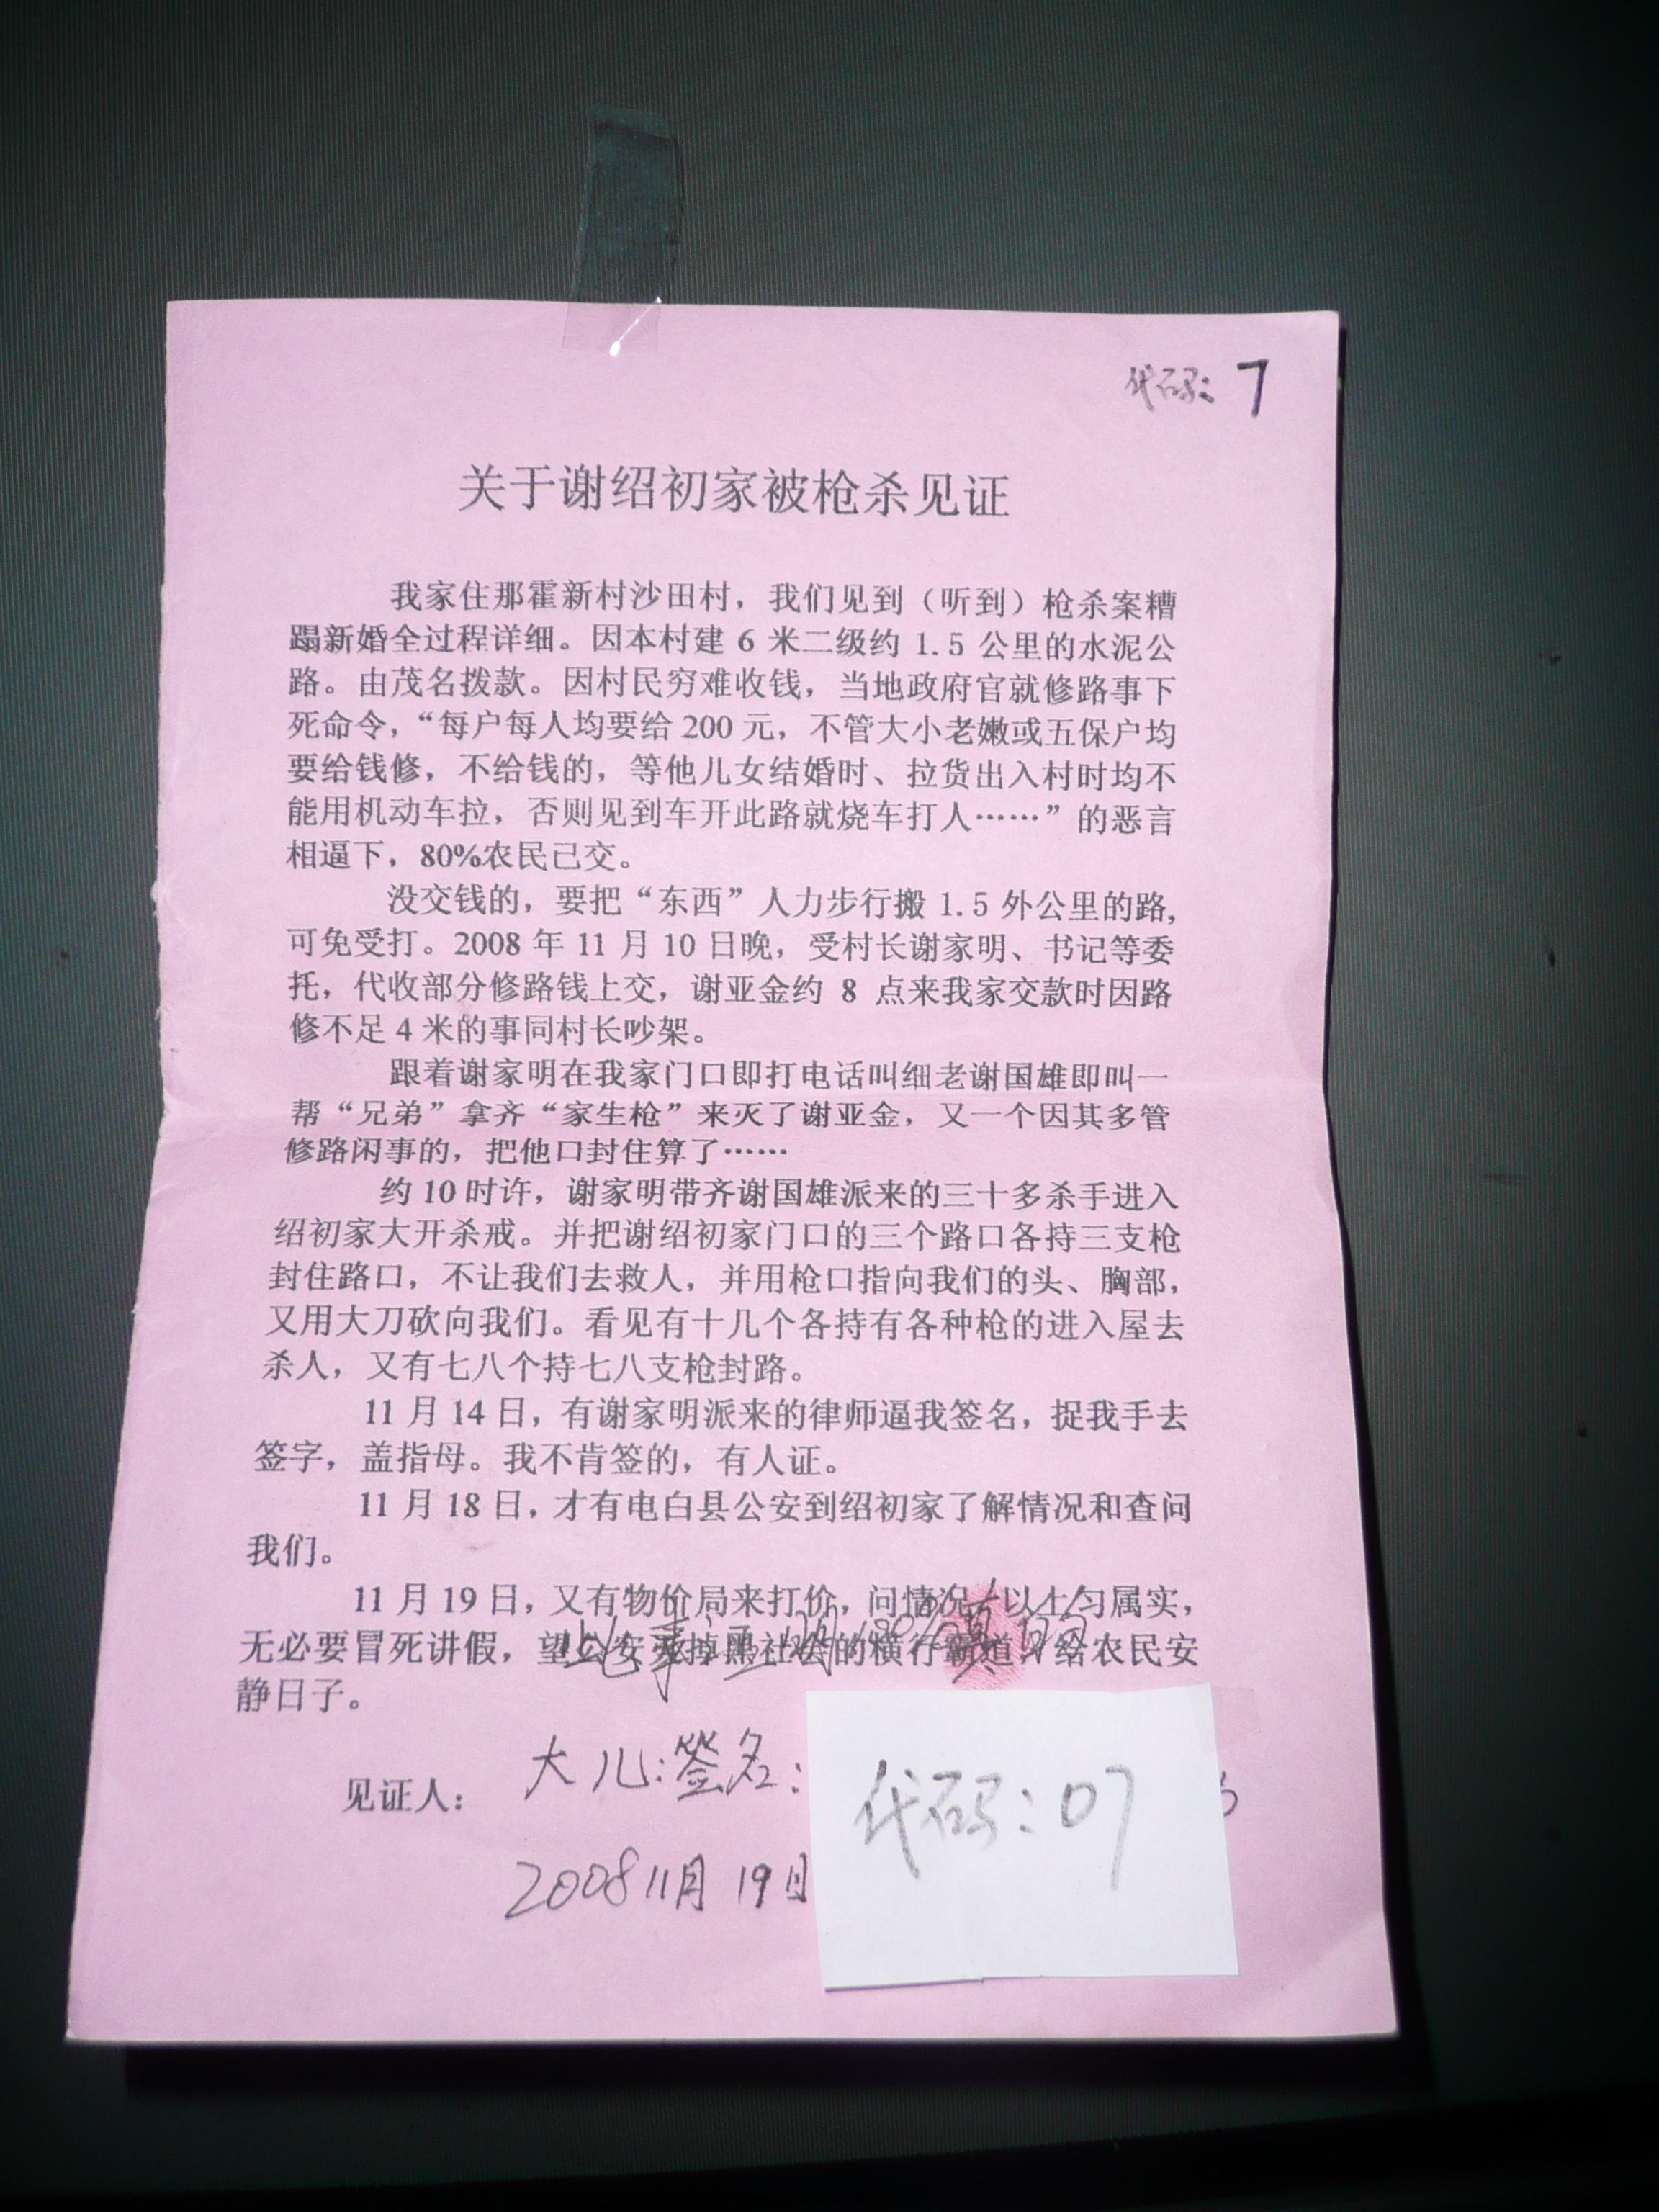 代码：7
关于谢绍初家被枪杀见证
我家住那霍新村沙田村，我们见到（听到）枪杀案糟
蹋新婚全过程详细。因本村建 6 米二级约 1.5 公里的水泥公
路。由茂名拨款。因村民穷难收钱，当地政府官就修路事下
死命令，“每户每人均要给 200 元，不管大小老嫩或五保户均
要给钱修，不给钱的，等他儿女结婚时、拉货出入村时均不
能用机动车拉，否则见到车开此路就烧车打人……”的恶言
相逼下，80%农民已交。
没交钱的，要把“东西”人力步行搬 1.5 外公里的路，
可免受打。2008 年 11 月 10 日晚，受村长谢家明、书记等委
托，代收部分修路钱上交，谢亚金约 8 点来我家交款时因路
修不足 4 米的事同村长吵架。
跟着谢家明在我家门口即打电话叫细老谢国雄即叫一
帮“兄弟”拿齐“家生枪”来灭了谢亚金，又一个因其多管
修路闲事的，把他口封住算了……
约 10 时许，谢家明带齐谢国雄派来的三十多杀手进入
绍初家大开杀戒。并把谢绍初家门口的三个路口各持三支枪
封住路口，不让我们去救人，并用枪口指向我们的头、胸部，
又用大刀砍向我们。看见有十几个各持有各种枪的进入屋去
杀人，又有七八个持七八支枪封路。
11 月 14 日，有谢家明派来的律师逼我签名，捉我手去
签字，盖指母。我不肯签的，有人证。
11 月 18 日，才有电白县公安到绍初家了解情况和查问
我们。
11 月 19 日，又有物价局来打价，问情况，以上匀属实，
无必要冒死讲假，望公安灭掉黑社会的横行霸道，给农民安
静日子。
此事证明 100% 真的
见证人：
大儿：签名：
代码：07
2008 11月 19日